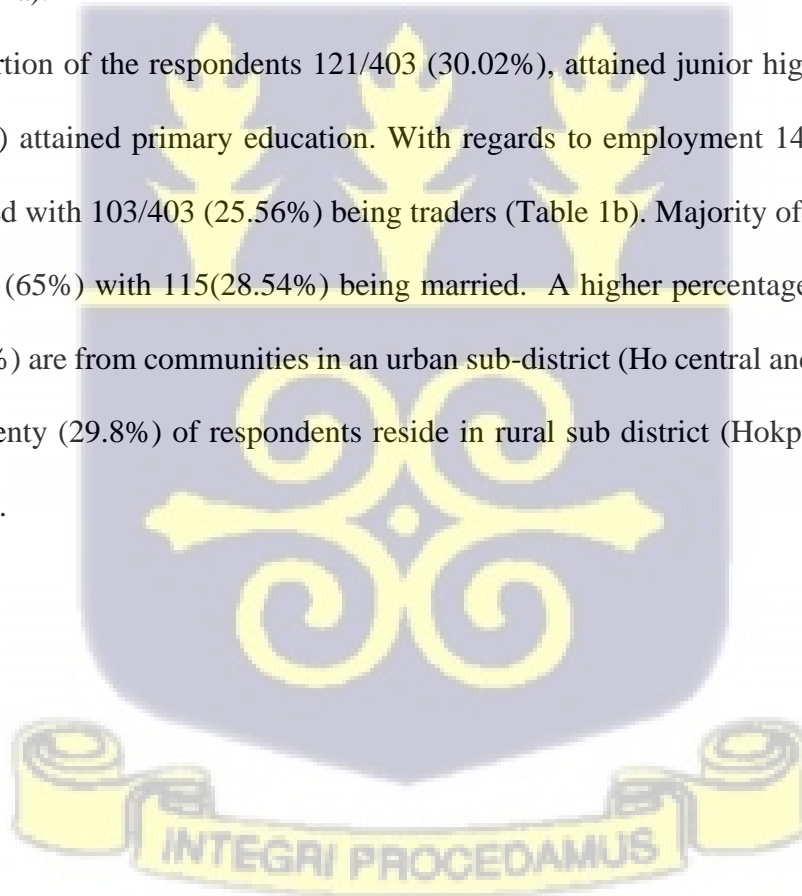 a).
rtion of the respondents 121/403 (30.02%), attained junior hig
) attained primary education. With regards to employment 14
ed with 103/403 (25.56%) being traders (Table 1b). Majority of
(65%) with 115(28.54%) being married. A higher percentage
%) are from communities in an urban sub-district (Ho central and
enty (29.8%) of respondents reside in rural sub district (Hokp
.
INTEGRI PROCEDAMUS